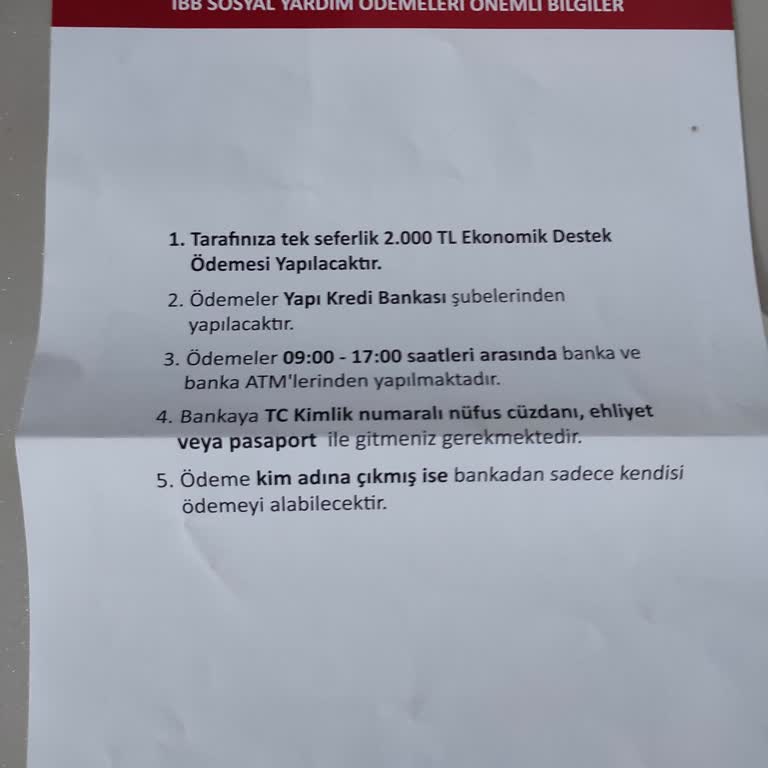 İBB SOSYAL YARDIM ÖDEMELERİ ÖNEMLİ BİLGİLER
1. Tarafınıza tek seferlik 2.000 TL Ekonomik Destek
Ödemesi Yapılacaktır.
2. Ödemeler Yapı Kredi Bankası şubelerinden
yapılacaktır.
3. Ödemeler 09:00 - 17:00 saatleri arasında banka ve
banka ATM'lerinden yapılmaktadır.
4. Bankaya TC Kimlik numaralı nüfus cüzdanı, ehliyet
veya pasaport ile gitmeniz gerekmektedir.
5. Ödeme kim adına çıkmış ise bankadan sadece kendisi
ödemeyi alabilecektir.